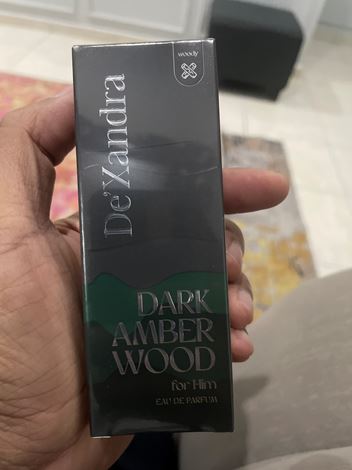 woody
De'Xandra
DARK
AMBER
WOOD
for Him
EAU DE PARFUM